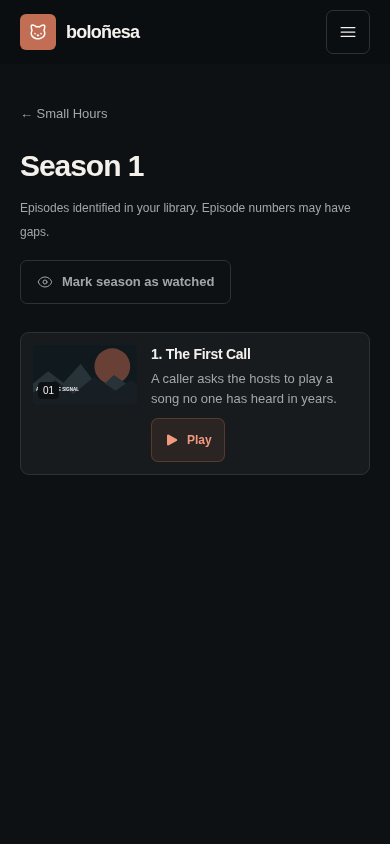 boloñesa
← Small Hours
Season 1
Episodes identified in your library. Episode numbers may have
gaps.
Mark season as watched
01
SIGNAL
1. The First Call
A caller asks the hosts to play a
song no one has heard in years.
Play